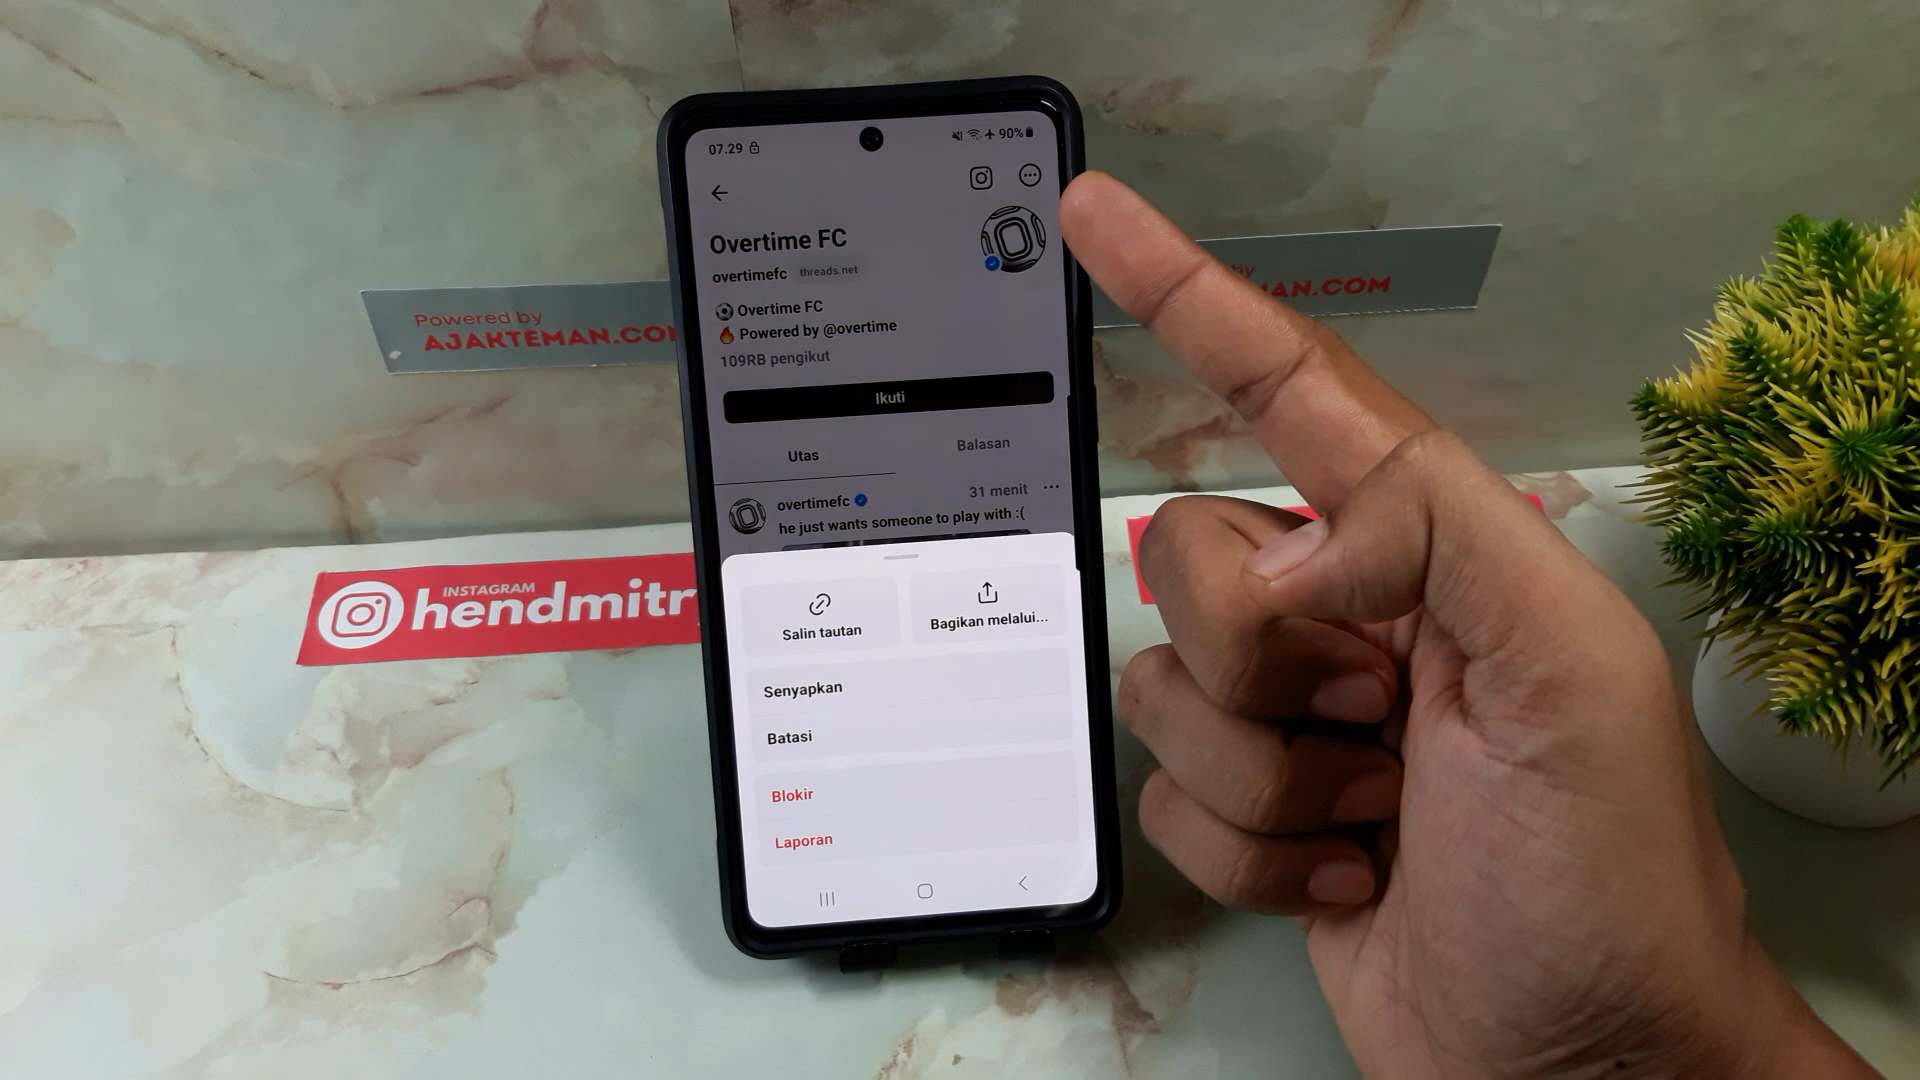 07.29
90%
Overtime FC
overtimefc threads.net
Overtime FC
Powered by @overtime
109RB pengikut
Ikuti
Utas
Balasan
overtimefc
31 menit
he just wants someone to play with :(
Salin tautan
Bagikan melalui...
Senyapkan
Batasi
Blokir
Laporan
Powered by
AJAKTEMAN.CO
by
MAN.COM
INSTAGRAM
hendmitr